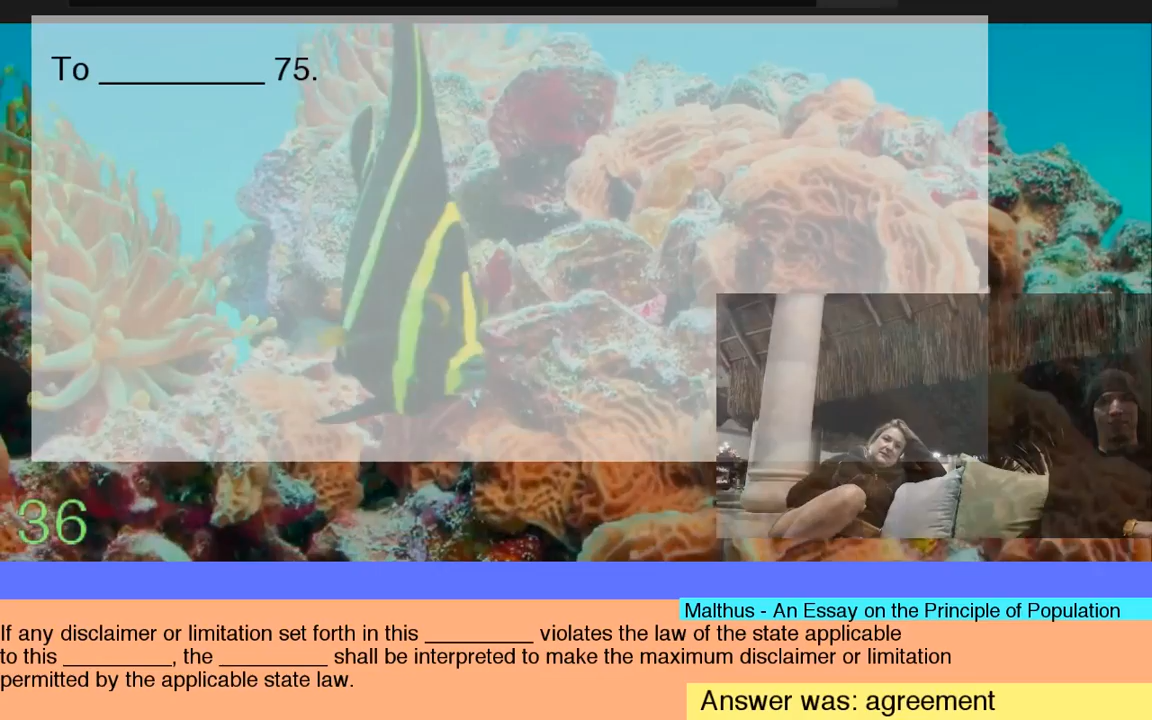 To __________ 75.
36
Malthus - An Essay on the Principle of Population
If any disclaimer or limitation set forth in this __________ violates the law of the state applicable
to this __________, the __________ shall be interpreted to make the maximum disclaimer or limitation
permitted by the applicable state law.
Answer was: agreement